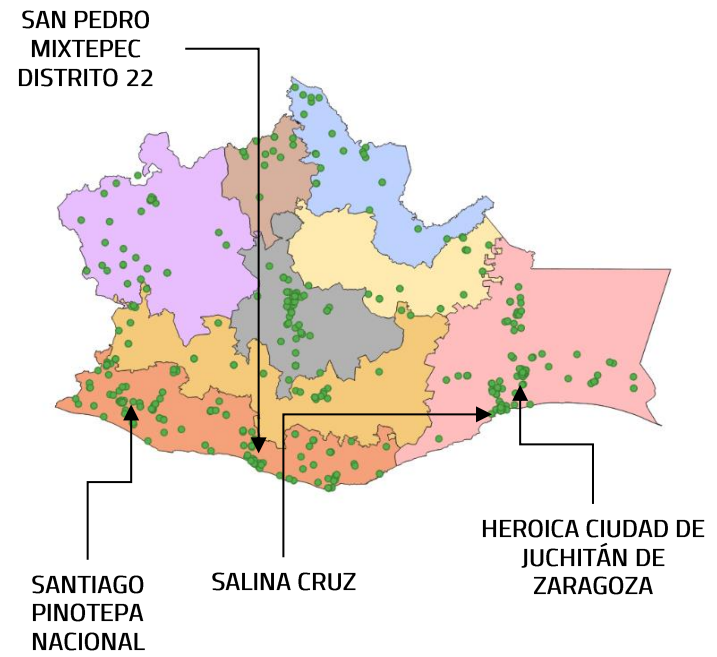 SAN PEDRO
MIXTEPEC
DISTRITO 22
HEROICA CIUDAD DE
JUCHITÁN DE
ZARAGOZA
SALINA CRUZ
SANTIAGO
PINOTEPA
NACIONAL